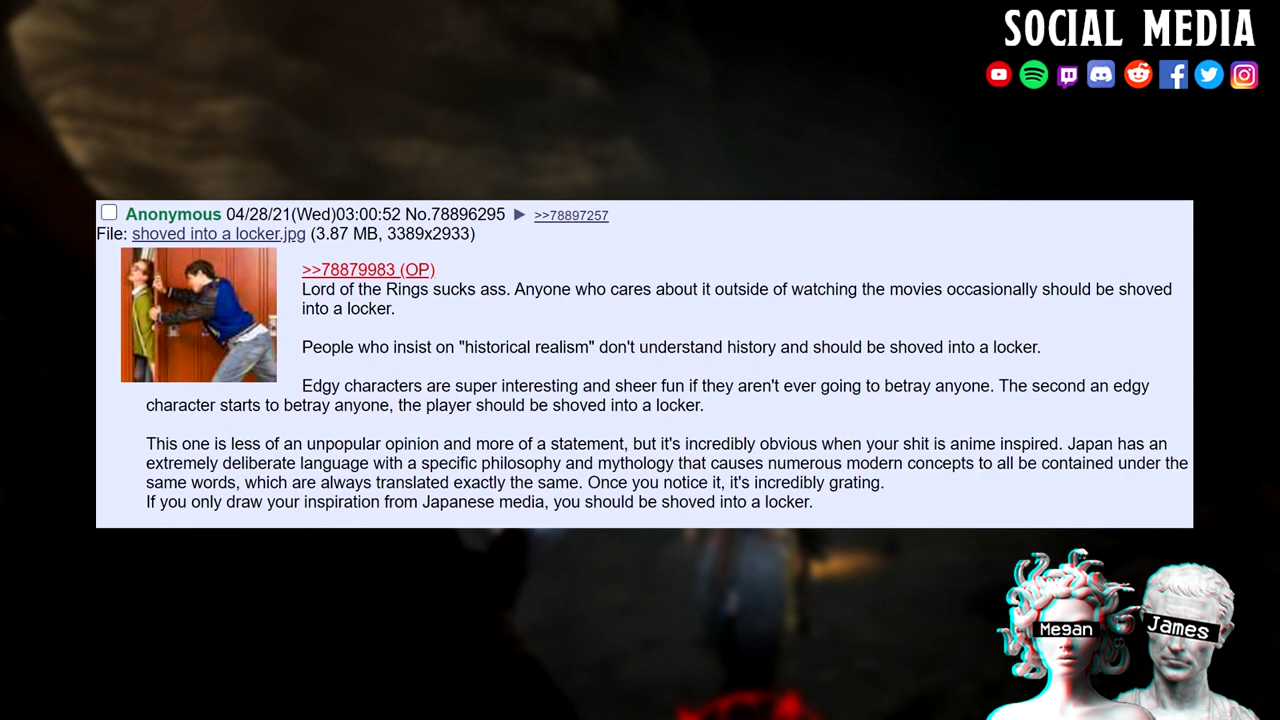 SOCIAL MEDIA
Anonymous 04/28/21(Wed)03:00:52 No.78896295 ▶ >>78897257
File: shoved into a locker.jpg (3.87 MB, 3389x2933)
>>78879983 (OP)
Lord of the Rings sucks ass. Anyone who cares about it outside of watching the movies occasionally should be shoved
into a locker.
People who insist on "historical realism" don't understand history and should be shoved into a locker.
Edgy characters are super interesting and sheer fun if they aren't ever going to betray anyone. The second an edgy
character starts to betray anyone, the player should be shoved into a locker.
This one is less of an unpopular opinion and more of a statement, but it's incredibly obvious when your shit is anime inspired. Japan has an
extremely deliberate language with a specific philosophy and mythology that causes numerous modern concepts to all be contained under the
same words, which are always translated exactly the same. Once you notice it, it's incredibly grating.
If you only draw your inspiration from Japanese media, you should be shoved into a locker.
Megan
James